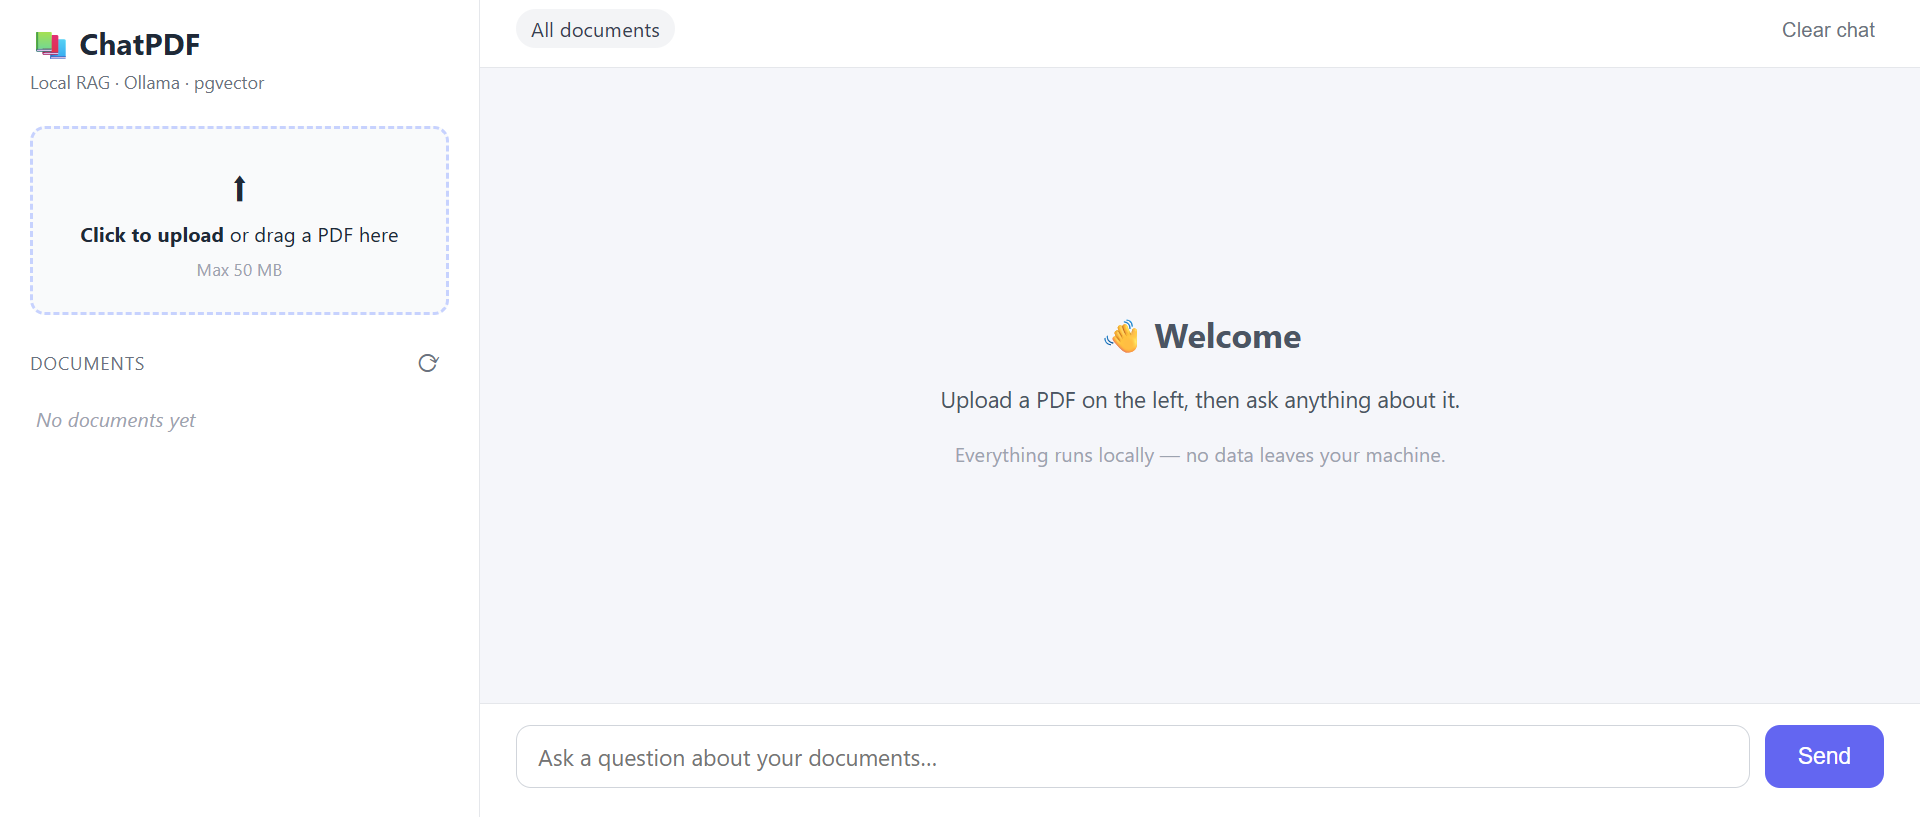 ChatPDF
Local RAG · Ollama · pgvector
Click to upload or drag a PDF here
Max 50 MB
DOCUMENTS
No documents yet
All documents
Clear chat
Welcome
Upload a PDF on the left, then ask anything about it.
Everything runs locally — no data leaves your machine.
Ask a question about your documents...
Send